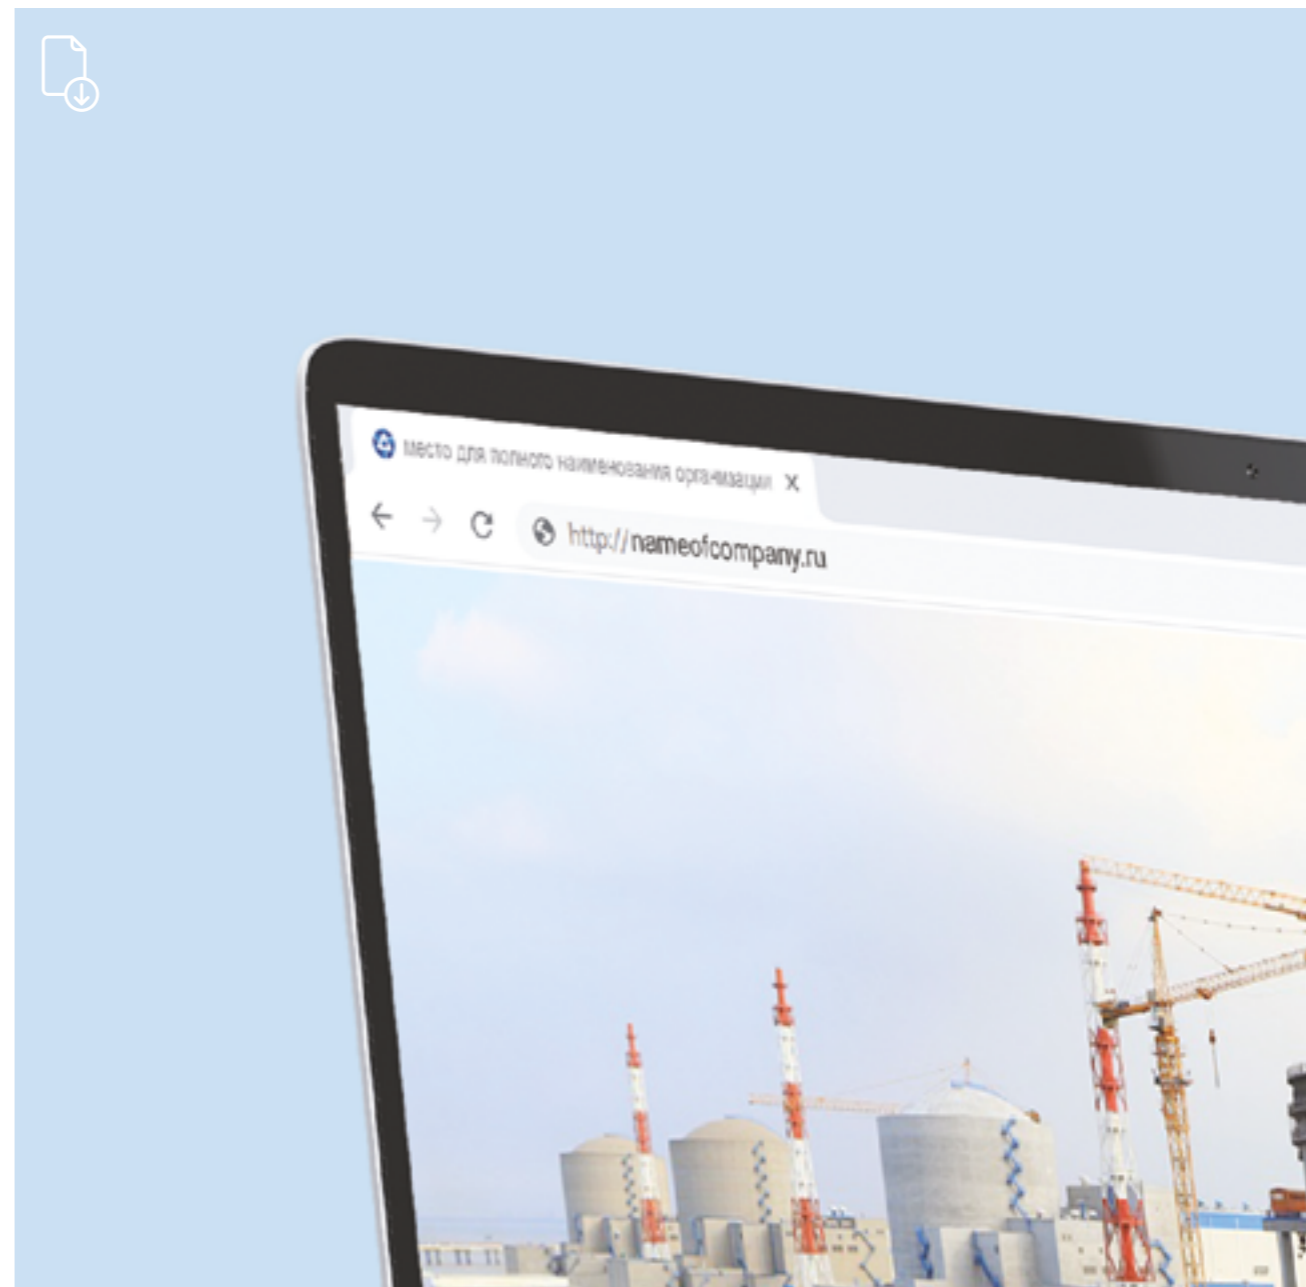 место для полного наименования организации
http://nameofcompany.ru